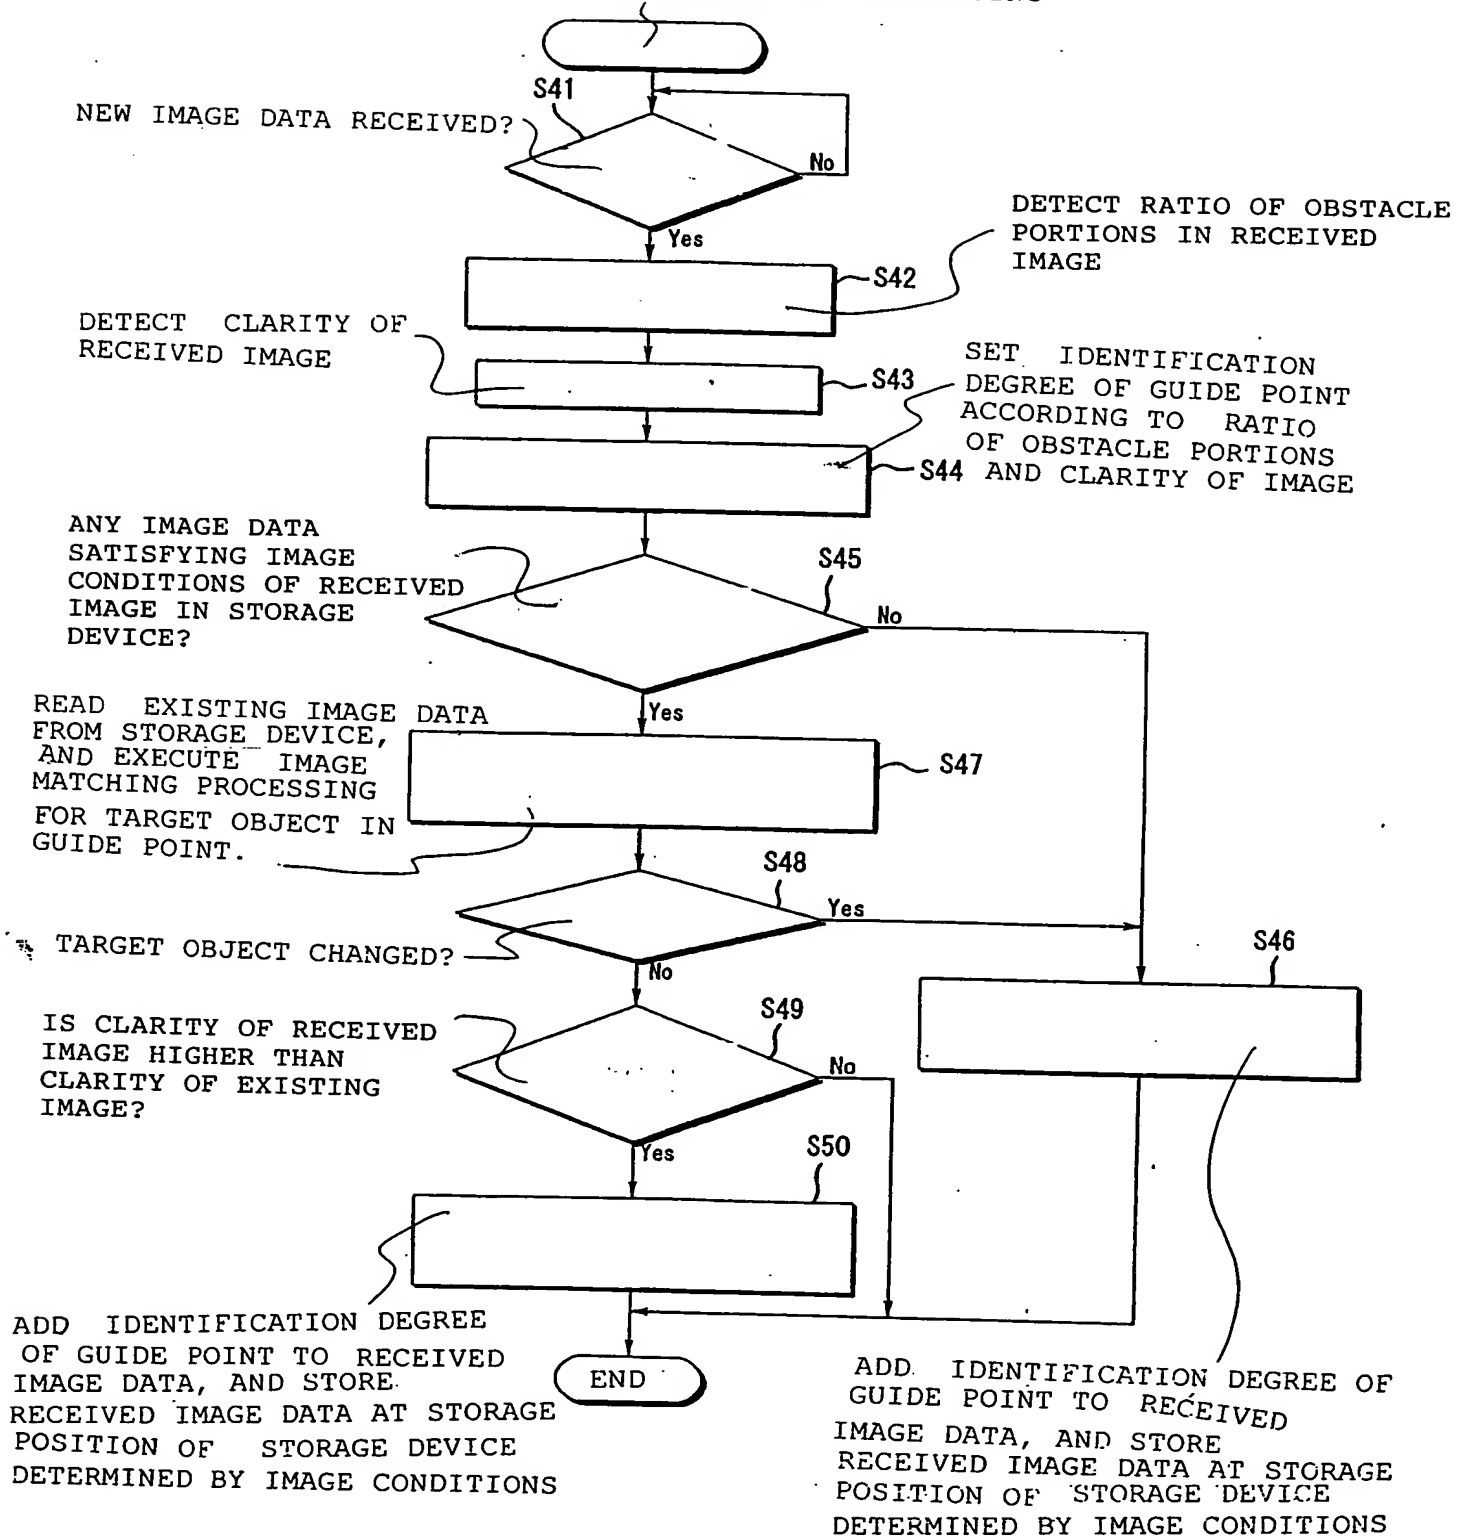 S41
NEW IMAGE DATA RECEIVED?
No
Yes
DETECT RATIO OF OBSTACLE
PORTIONS IN RECEIVED
IMAGE
S42
DETECT CLARITY OF
RECEIVED IMAGE
S43
SET IDENTIFICATION
DEGREE OF GUIDE POINT
ACCORDING TO RATIO
OF OBSTACLE PORTIONS
AND CLARITY OF IMAGE
S44
ANY IMAGE DATA
SATISFYING IMAGE
CONDITIONS OF RECEIVED
IMAGE IN STORAGE
DEVICE?
S45
No
Yes
READ EXISTING IMAGE DATA
FROM STORAGE DEVICE,
AND EXECUTE IMAGE
MATCHING PROCESSING
FOR TARGET OBJECT IN
GUIDE POINT.
S47
S48
Yes
TARGET OBJECT CHANGED?
No
S46
IS CLARITY OF RECEIVED
IMAGE HIGHER THAN
CLARITY OF EXISTING
IMAGE?
S49
No
Yes
S50
ADD IDENTIFICATION DEGREE
OF GUIDE POINT TO RECEIVED
IMAGE DATA, AND STORE
RECEIVED IMAGE DATA AT STORAGE
POSITION OF STORAGE DEVICE
DETERMINED BY IMAGE CONDITIONS
END
ADD IDENTIFICATION DEGREE OF
GUIDE POINT TO RECEIVED
IMAGE DATA, AND STORE
RECEIVED IMAGE DATA AT STORAGE
POSITION OF STORAGE DEVICE
DETERMINED BY IMAGE CONDITIONS